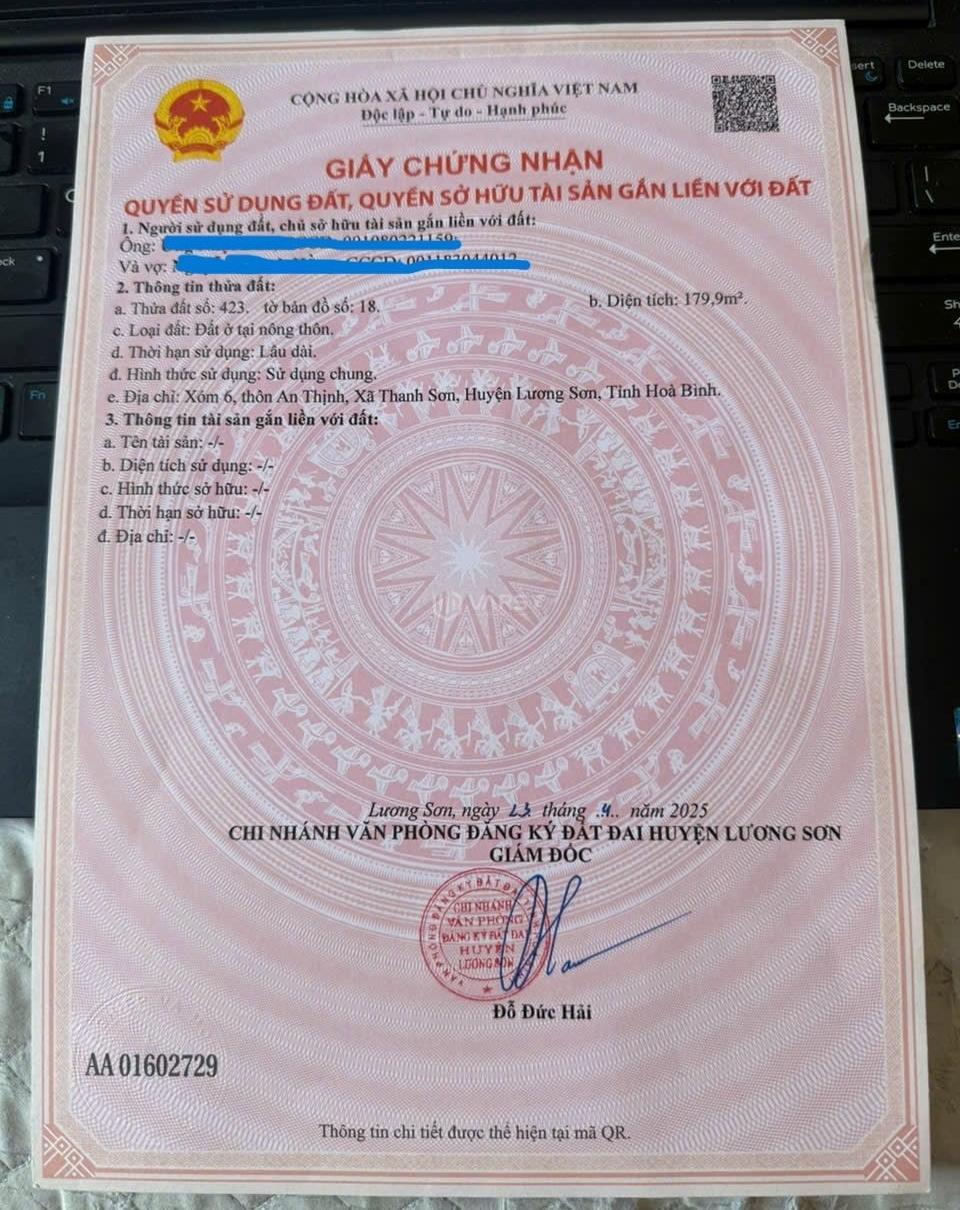 CỘNG HÒA XÃ HỘI CHỦ NGHĨA VIỆT NAM
Độc lập - Tự do - Hạnh phúc
GIẤY CHỨNG NHẬN
QUYỀN SỬ DỤNG ĐẤT, QUYỀN SỞ HỮU TÀI SẢN GẮN LIỀN VỚI ĐẤT
1. Người sử dụng đất, chủ sở hữu tài sản gắn liền với đất:
Ông:
Và vợ:
2. Thông tin thửa đất:
a. Thửa đất số: 423. tờ bản đồ số: 18. b. Diện tích: 179,9m².
c. Loại đất: Đất ở tại nông thôn.
d. Thời hạn sử dụng: Lâu dài.
đ. Hình thức sử dụng: Sử dụng chung.
e. Địa chỉ: Xóm 6, thôn An Thịnh, Xã Thanh Sơn, Huyện Lương Sơn, Tỉnh Hoà Bình.
3. Thông tin tài sản gắn liền với đất:
a. Tên tài sản: -/-
b. Diện tích sử dụng: -/-
c. Hình thức sở hữu: -/-
d. Thời hạn sở hữu: -/-
đ. Địa chỉ: -/-
Lương Sơn, ngày 23 tháng .4.. năm 2025
CHI NHÁNH VĂN PHÒNG ĐĂNG KÝ ĐẤT ĐAI HUYỆN LƯƠNG SƠN
GIÁM ĐỐC
CHI NHÁNH
VĂN PHÒNG
ĐĂNG KÝ ĐẤT ĐAI
HUYỆN
LƯƠNG SƠN
Đỗ Đức Hải
AA 01602729
Thông tin chi tiết được thể hiện tại mã QR.
F1
!
1
Fn
Delete
Backspace